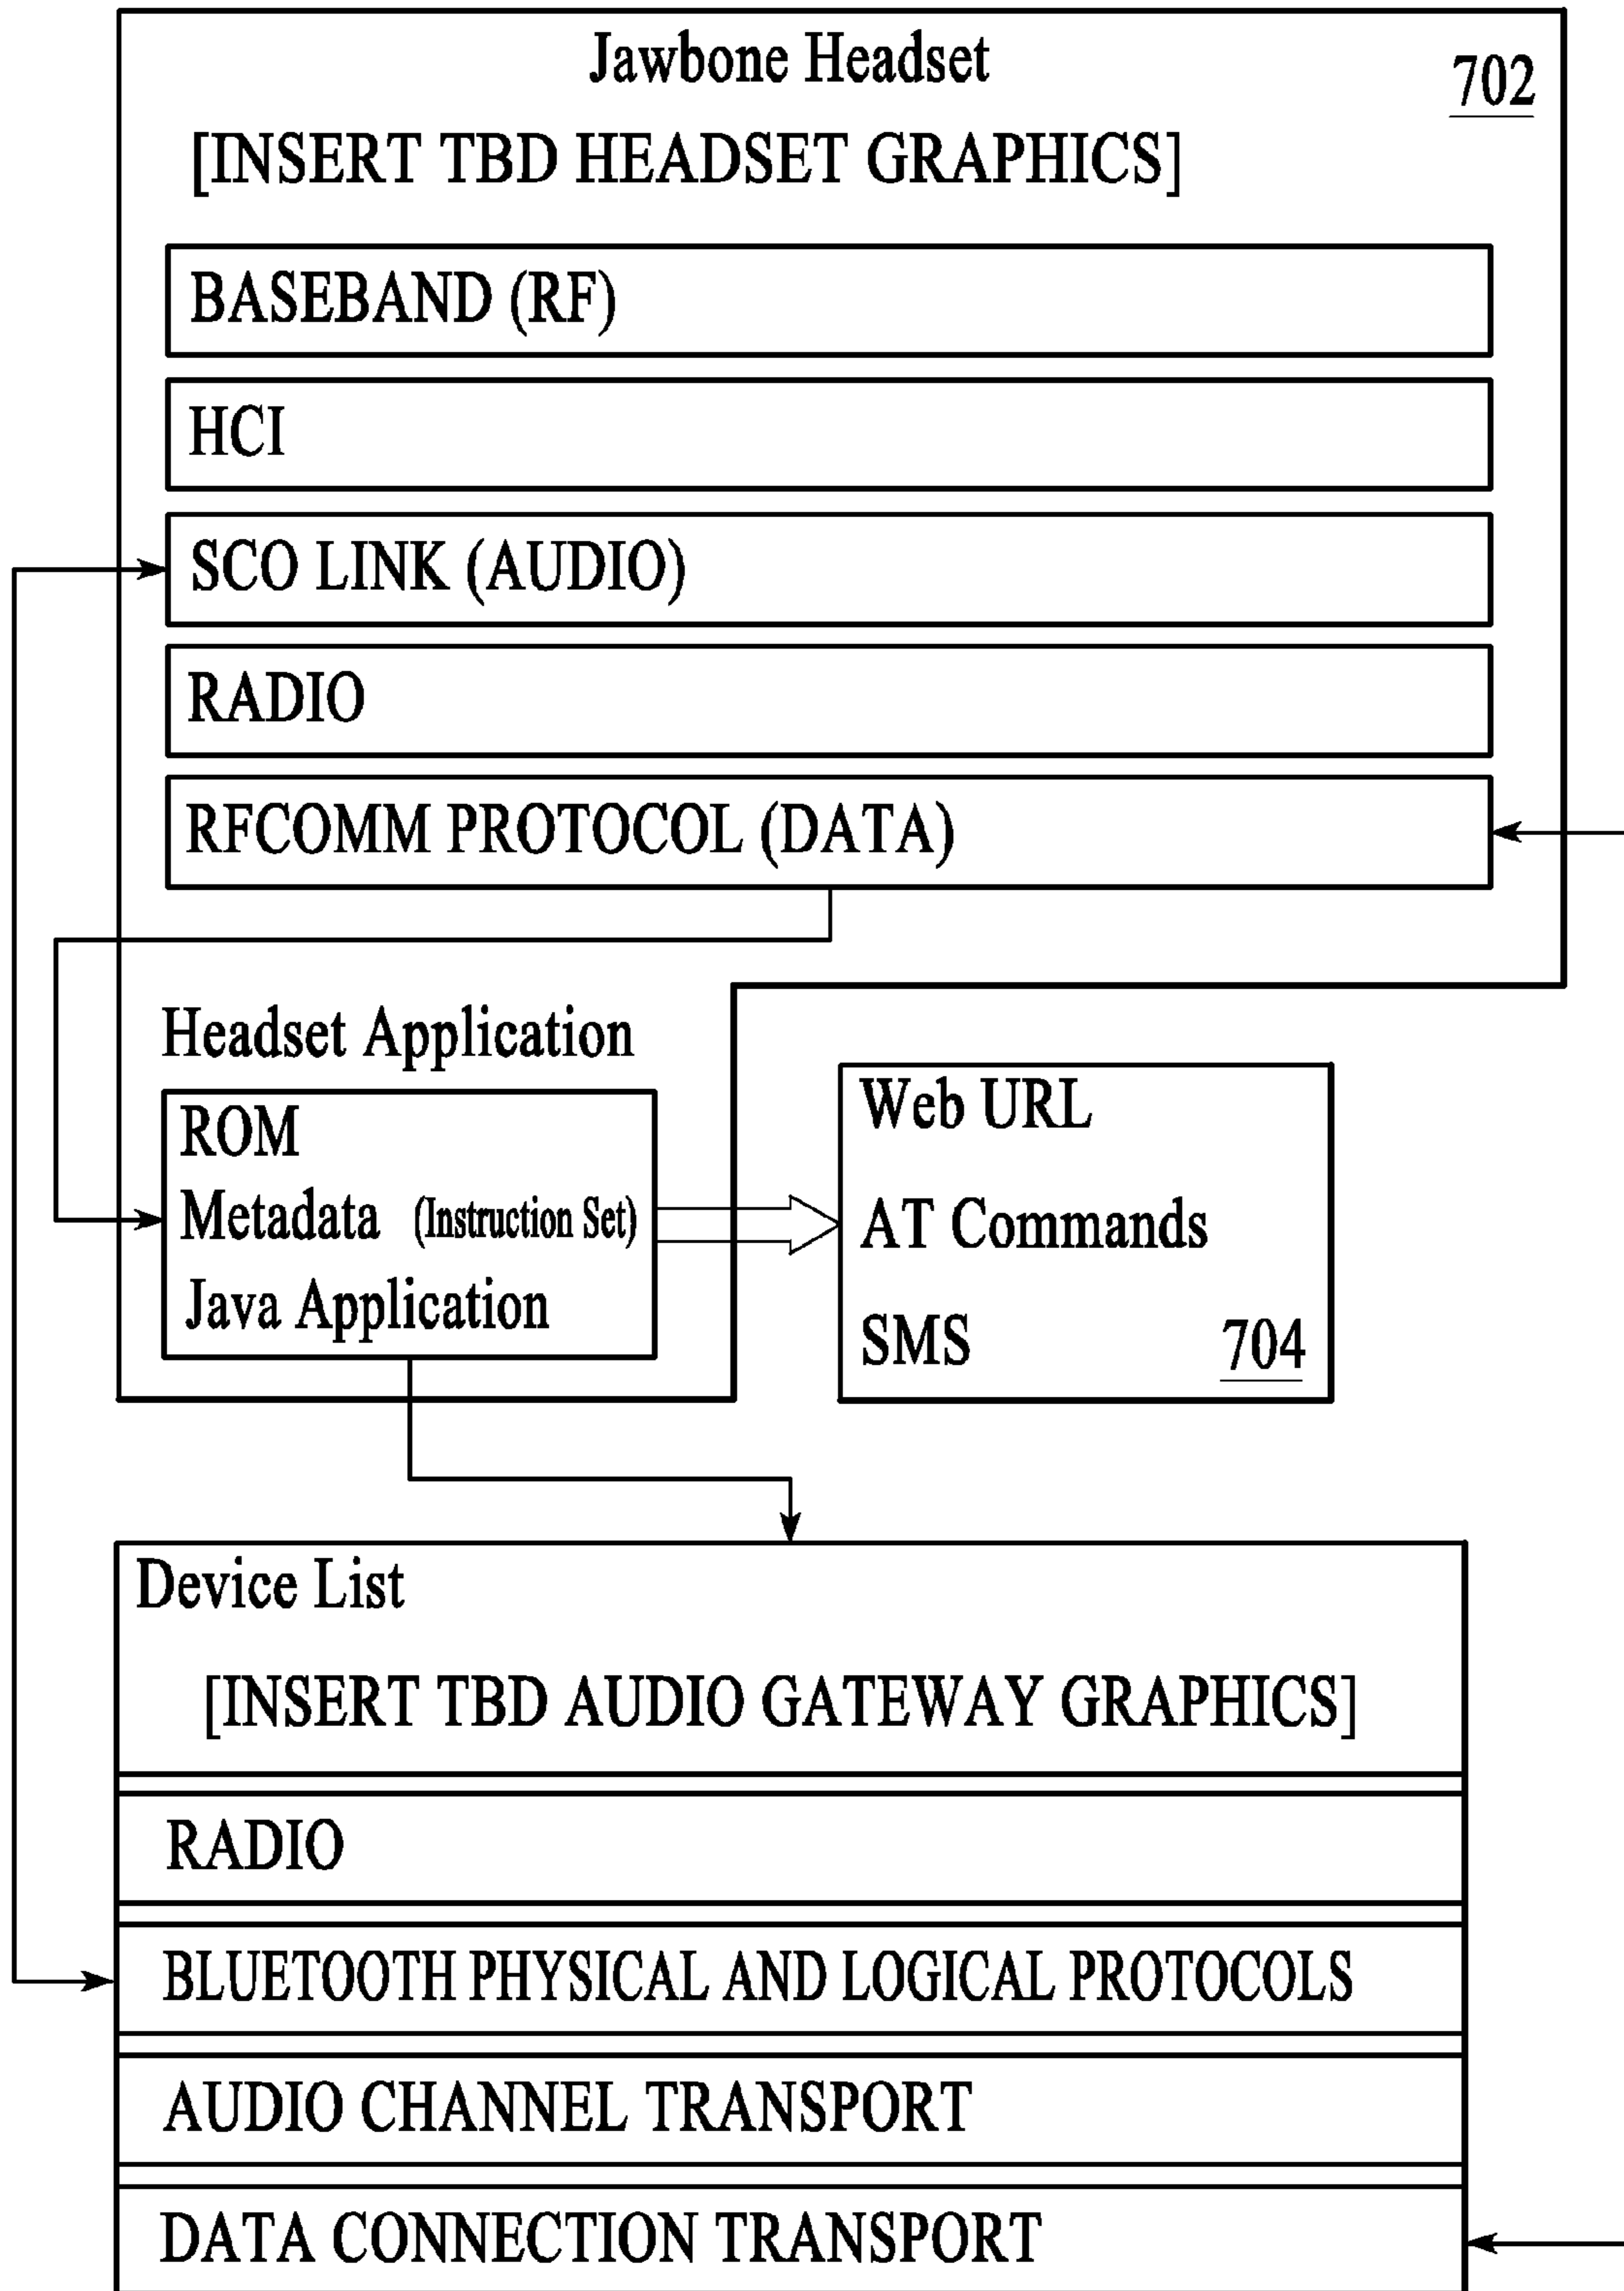 Jawbone Headset
702
[INSERT TBD HEADSET GRAPHICS]
BASEBAND (RF)
HCI
SCO LINK (AUDIO)
RADIO
RFCOMM PROTOCOL (DATA)
Headset Application
ROM
Metadata (Instruction Set)
Java Application
Web URL
AT Commands
SMS
704
Device List
[INSERT TBD AUDIO GATEWAY GRAPHICS]
RADIO
BLUETOOTH PHYSICAL AND LOGICAL PROTOCOLS
AUDIO CHANNEL TRANSPORT
DATA CONNECTION TRANSPORT